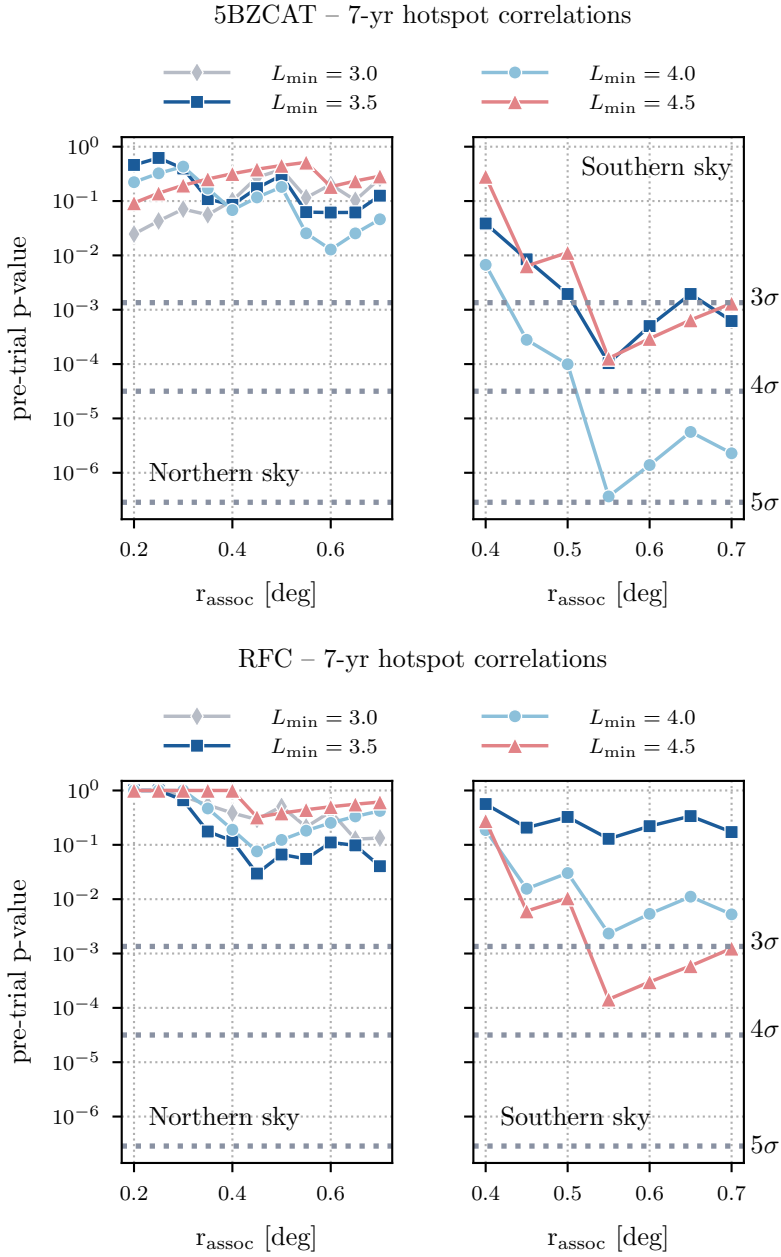 5BZCAT – 7-yr hotspot correlations
L_min = 3.0
L_min = 4.0
L_min = 3.5
L_min = 4.5
pre-trial p-value
10^0
10^-1
10^-2
10^-3
10^-4
10^-5
10^-6
Northern sky
Southern sky
3σ
4σ
5σ
0.2 0.4 0.6
0.4 0.5 0.6 0.7
r_assoc [deg]
r_assoc [deg]
RFC – 7-yr hotspot correlations
L_min = 3.0
L_min = 4.0
L_min = 3.5
L_min = 4.5
pre-trial p-value
10^0
10^-1
10^-2
10^-3
10^-4
10^-5
10^-6
Northern sky
Southern sky
3σ
4σ
5σ
0.2 0.4 0.6
0.4 0.5 0.6 0.7
r_assoc [deg]
r_assoc [deg]